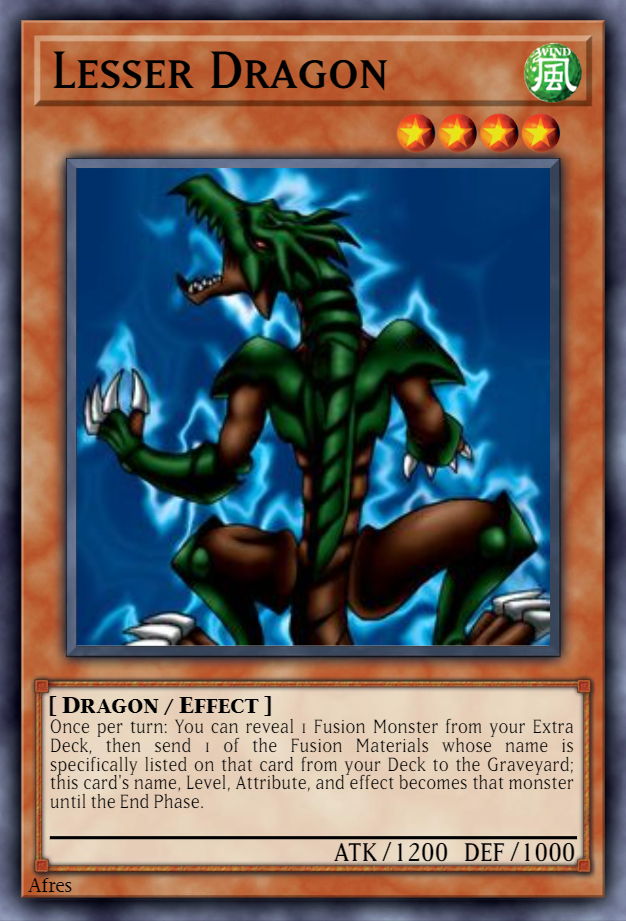 Lesser Dragon
WIND
風
[ Dragon / Effect ]
Once per turn: You can reveal 1 Fusion Monster from your Extra
Deck, then send 1 of the Fusion Materials whose name is
specifically listed on that card from your Deck to the Graveyard;
this card's name, Level, Attribute, and effect becomes that monster
until the End Phase.
ATK/1200 DEF/1000
Afres